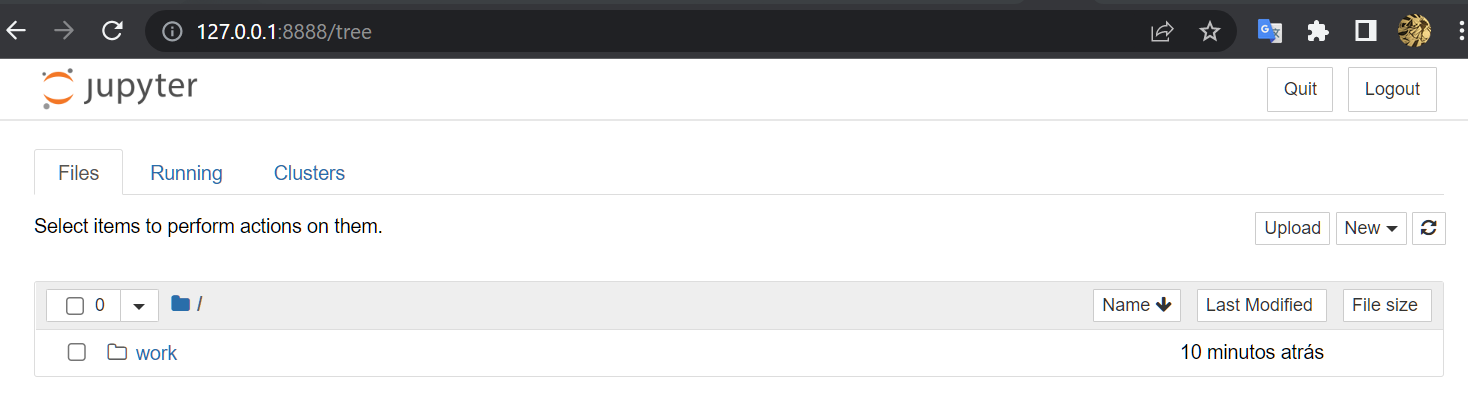 127.0.0.1:8888/tree
jupyter
Quit Logout
Files Running Clusters
Select items to perform actions on them.
Upload New
0 / Name Last Modified File size
work 10 minutos atrás